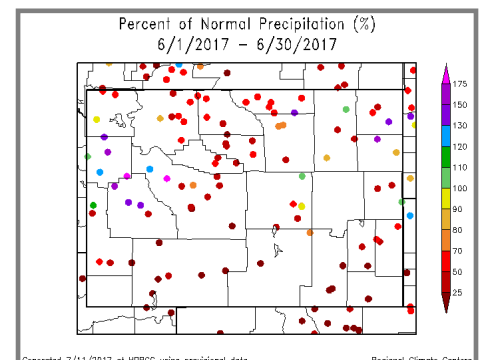 Percent of Normal Precipitation (%)
6/1/2017 – 6/30/2017
175
150
130
120
110
100
90
80
70
50
25
Generated 7/11/2017 at HPRCC using provisional data.
Regional Climate Centers